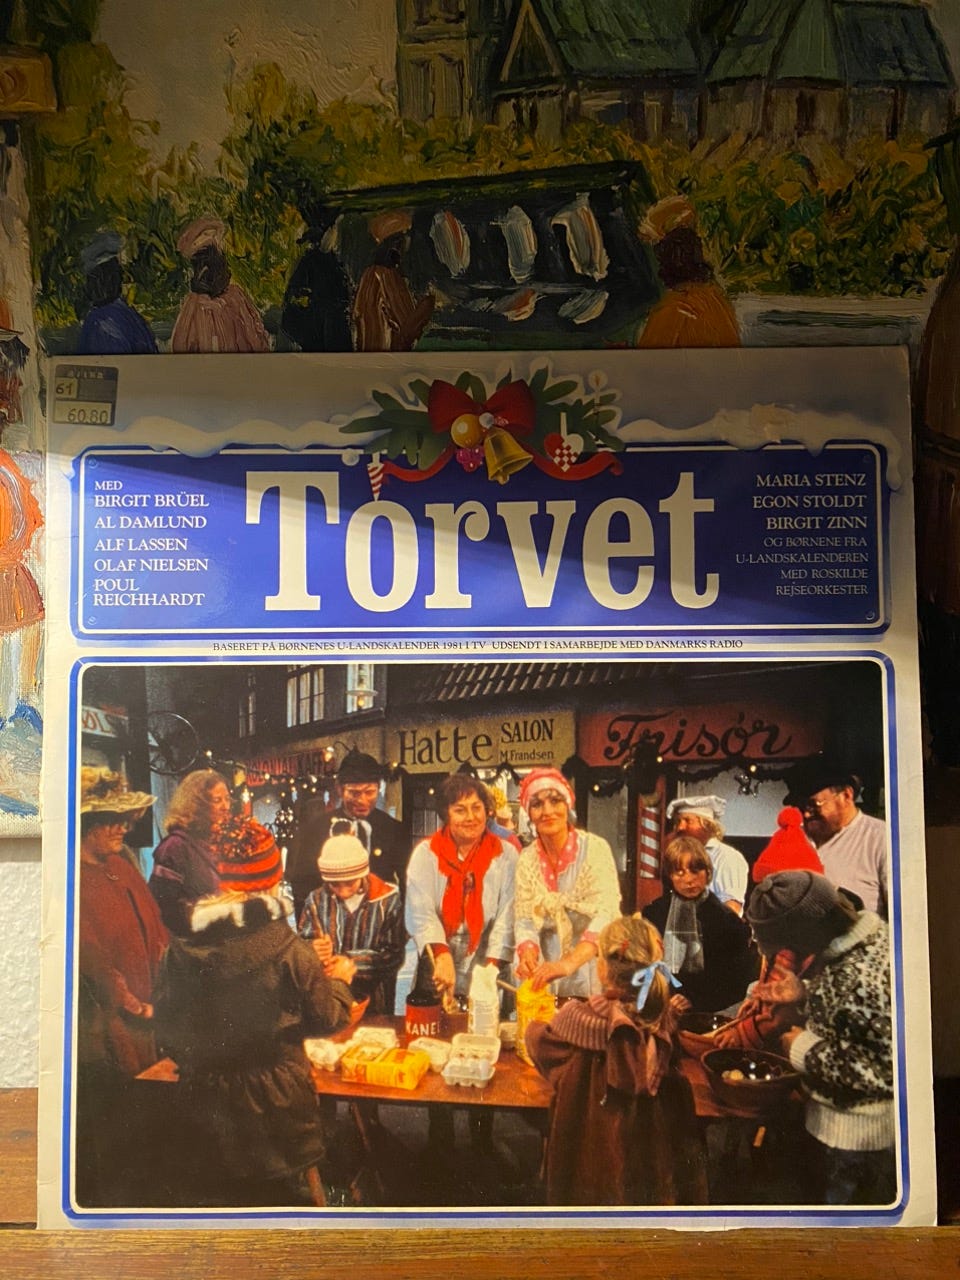 61
60.80
MED
BIRGIT BRÜEL
AL DAMLUND
ALF LASSEN
OLAF NIELSEN
POUL
REICHHARDT
Torvet
MARIA STENZ
EGON STOLDT
BIRGIT ZINN
OG BØRNENE FRA
U-LANDSKALENDEREN
MED ROSKILDE
REJSEORKESTER
BASERET PÅ BØRNENES U-LANDSKALENDER 1981 I TV UDSENDT I SAMARBEJDE MED DANMARKS RADIO
Hatte SALON
M. Frandsen
Frisør
KOLONIAL KAFFE
KANEL